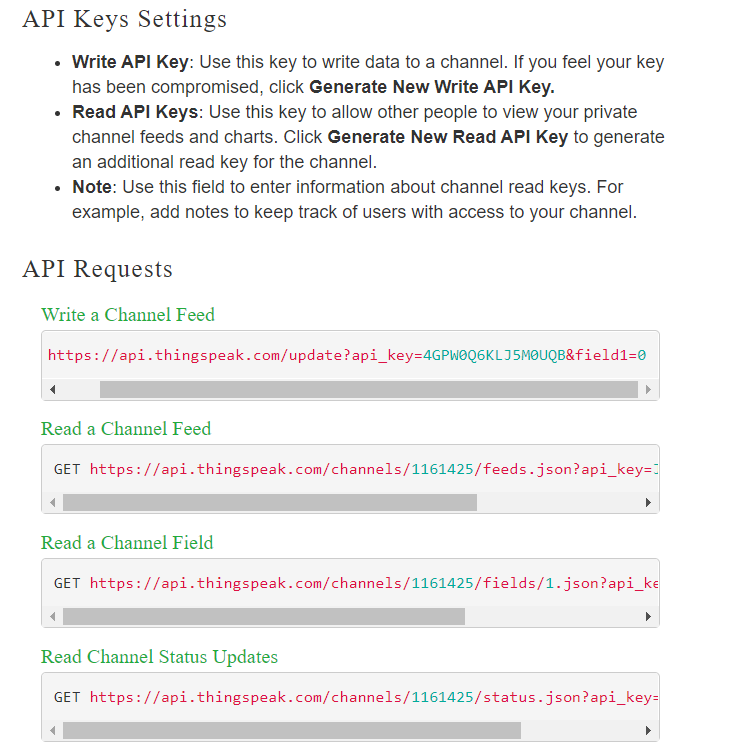 API Keys Settings
Write API Key: Use this key to write data to a channel. If you feel your key
has been compromised, click Generate New Write API Key.
Read API Keys: Use this key to allow other people to view your private
channel feeds and charts. Click Generate New Read API Key to generate
an additional read key for the channel.
Note: Use this field to enter information about channel read keys. For
example, add notes to keep track of users with access to your channel.
API Requests
Write a Channel Feed
https://api.thingspeak.com/update?api_key=4GPW0Q6KLJ5M0UQB&field1=0
Read a Channel Feed
GET https://api.thingspeak.com/channels/1161425/feeds.json?api_key=
Read a Channel Field
GET https://api.thingspeak.com/channels/1161425/fields/1.json?api_ke
Read Channel Status Updates
GET https://api.thingspeak.com/channels/1161425/status.json?api_key=